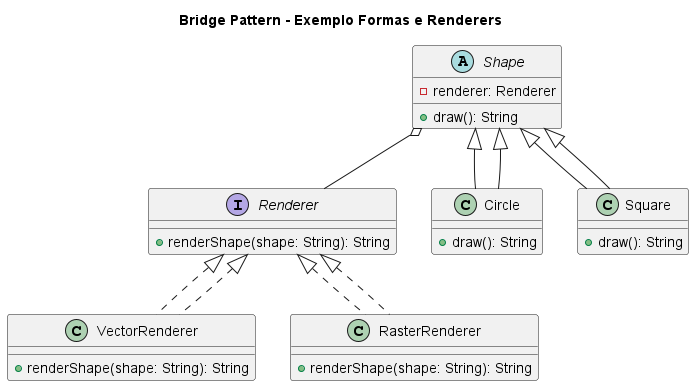 Bridge Pattern - Exemplo Formas e Renderers
A Shape
renderer: Renderer
draw(): String
I Renderer
renderShape(shape: String): String
C Circle
draw(): String
C Square
draw(): String
C VectorRenderer
renderShape(shape: String): String
C RasterRenderer
renderShape(shape: String): String